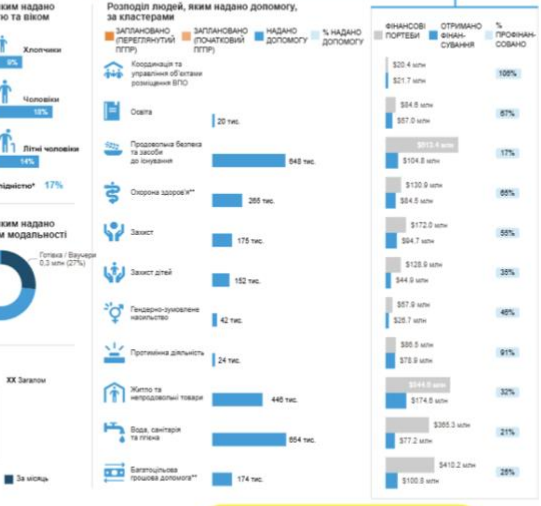 ким надано
тю та віком
Хлопчики
9%
Чоловіки
18%
Літні чоловіки
14%
лідністю* 17%
ким надано
и модальності
Готівка / Ваучери
0,3 млн (27%)
XX Загалом
За місяць
Розподіл людей, яким надано допомогу,
за кластерами
ЗАПЛАНОВАНО
(ПЕРЕГЛЯНУТИЙ
ПГПР)
ЗАПЛАНОВАНО
(ПОЧАТКОВИЙ
ПГПР)
НАДАНО
ДОПОМОГУ
% НАДАНО
ДОПОМОГУ
ФІНАНСОВІ
ПОРТЕБИ
ОТРИМАНО
ФІНАН-
СУВАННЯ
%
ПРОФІНАН-
СОВАНО
Координація та
управління об'єктами
розміщення ВПО
$20.4 млн
$21.7 млн
106%
Освіта
20 тис.
$84.6 млн
$57.0 млн
67%
Продовольча безпека
та засоби
до існування
648 тис.
$104.8 млн
17%
Охорона здоров'я**
265 тис.
$130.9 млн
$84.5 млн
65%
Захист
175 тис.
$172.0 млн
$94.7 млн
55%
Захист дітей
152 тис.
$128.9 млн
$44.9 млн
35%
Гендерно-зумовлене
насильство
42 тис.
$57.9 млн
$26.7 млн
46%
Протимінна діяльність
24 тис.
$86.5 млн
$78.9 млн
91%
Житло та
непродовольчі товари
446 тис.
$174.6 млн
32%
Вода, санітарія
та гігієна
654 тис.
$365.3 млн
$77.2 млн
21%
Багатоцільова
грошова допомога**
174 тис.
$410.2 млн
$100.8 млн
25%